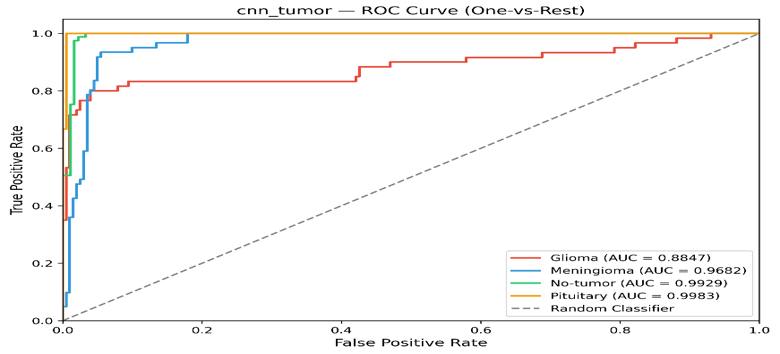 cnn_tumor — ROC Curve (One-vs-Rest)
True Positive Rate
1.0
0.8
0.6
0.4
0.2
0.0
Glioma (AUC = 0.8847)
Meningioma (AUC = 0.9682)
No-tumor (AUC = 0.9929)
Pituitary (AUC = 0.9983)
Random Classifier
0.0 0.2 0.4 0.6 0.8 1.0
False Positive Rate